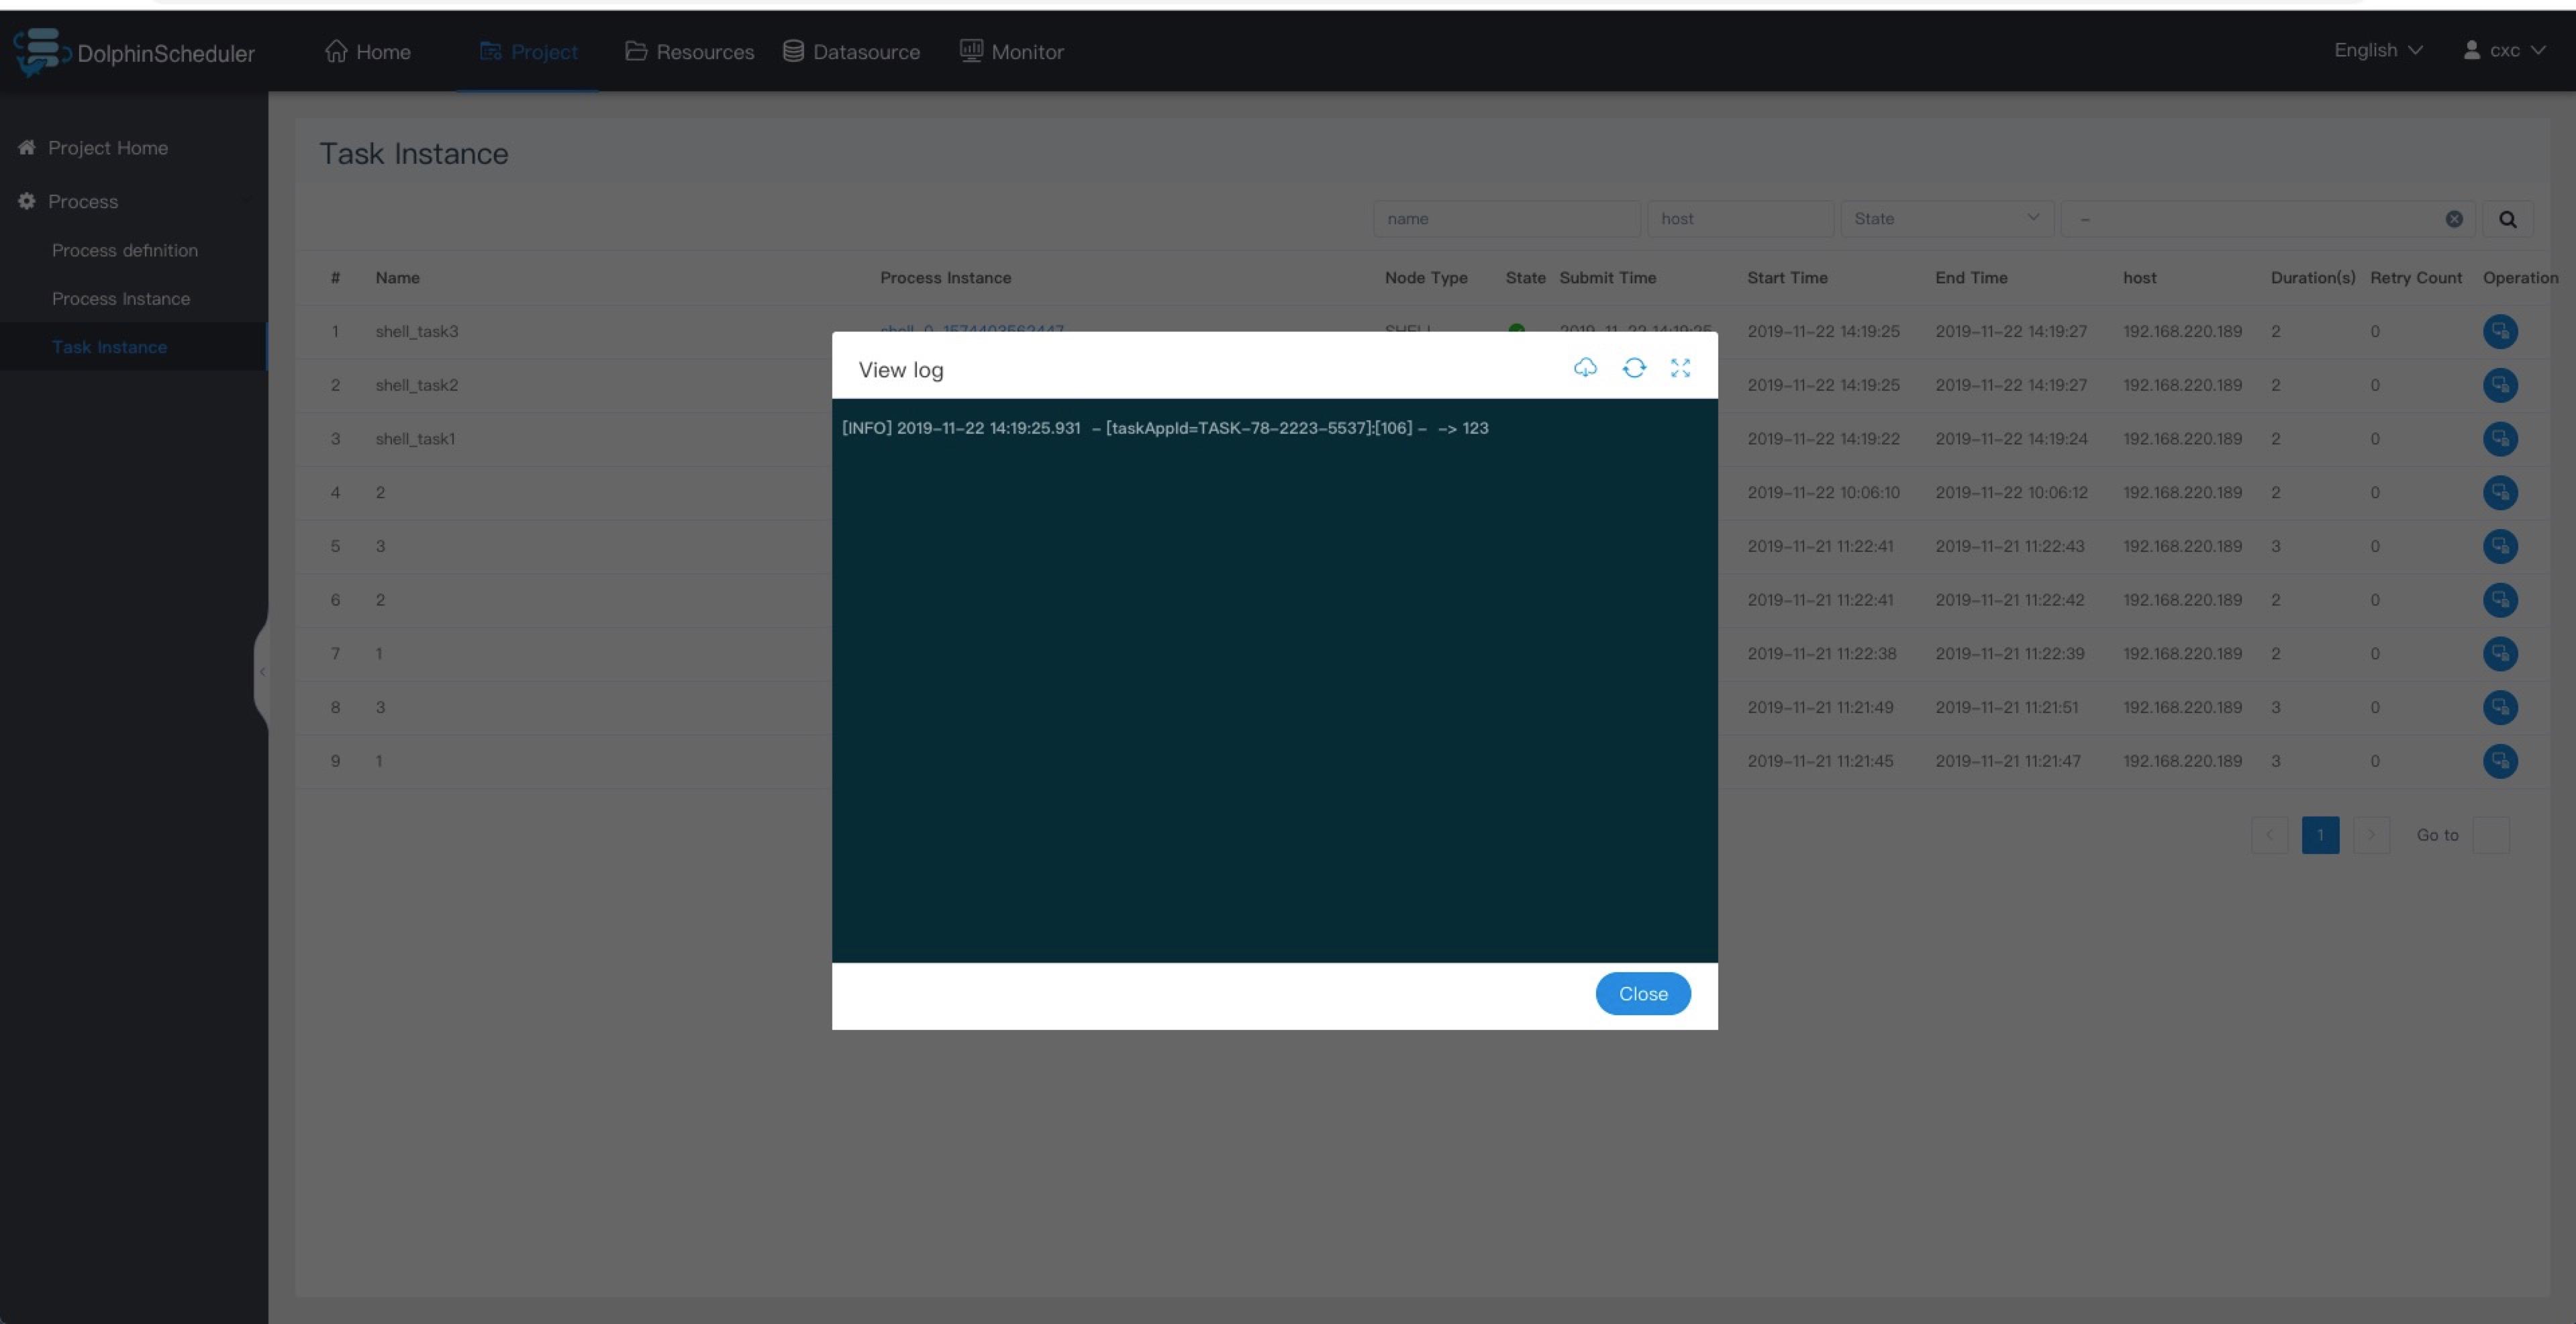 DolphinScheduler Home Project Resources Datasource Monitor English cxc
Project Home
Process
Process definition
Process Instance
Task Instance
Task Instance
name host State –
# Name Process Instance Node Type State Submit Time Start Time End Time host Duration(s) Retry Count Operation
1 shell_task3 shell-0-1574403562447 SHELL 2019-11-22 14:19:25 2019-11-22 14:19:25 2019-11-22 14:19:27 192.168.220.189 2 0
2 shell_task2 2019-11-22 14:19:25 2019-11-22 14:19:27 192.168.220.189 2 0
3 shell_task1 2019-11-22 14:19:22 2019-11-22 14:19:24 192.168.220.189 2 0
4 2 2019-11-22 10:06:10 2019-11-22 10:06:12 192.168.220.189 2 0
5 3 2019-11-21 11:22:41 2019-11-21 11:22:43 192.168.220.189 3 0
6 2 2019-11-21 11:22:41 2019-11-21 11:22:42 192.168.220.189 2 0
7 1 2019-11-21 11:22:38 2019-11-21 11:22:39 192.168.220.189 2 0
8 3 2019-11-21 11:21:49 2019-11-21 11:21:51 192.168.220.189 3 0
9 1 2019-11-21 11:21:45 2019-11-21 11:21:47 192.168.220.189 3 0
1 Go to
View log
[INFO] 2019-11-22 14:19:25.931 - [taskAppId=TASK-78-2223-5537]:[106] - -> 123
Close